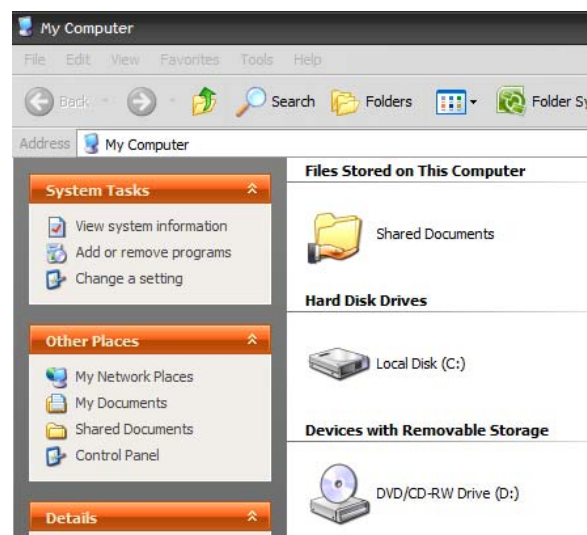 My Computer
File Edit View Favorites Tools Help
Back Search Folders Folder Sy
Address My Computer
System Tasks
View system information
Add or remove programs
Change a setting
Other Places
My Network Places
My Documents
Shared Documents
Control Panel
Details
Files Stored on This Computer
Shared Documents
Hard Disk Drives
Local Disk (C:)
Devices with Removable Storage
DVD/CD-RW Drive (D:)